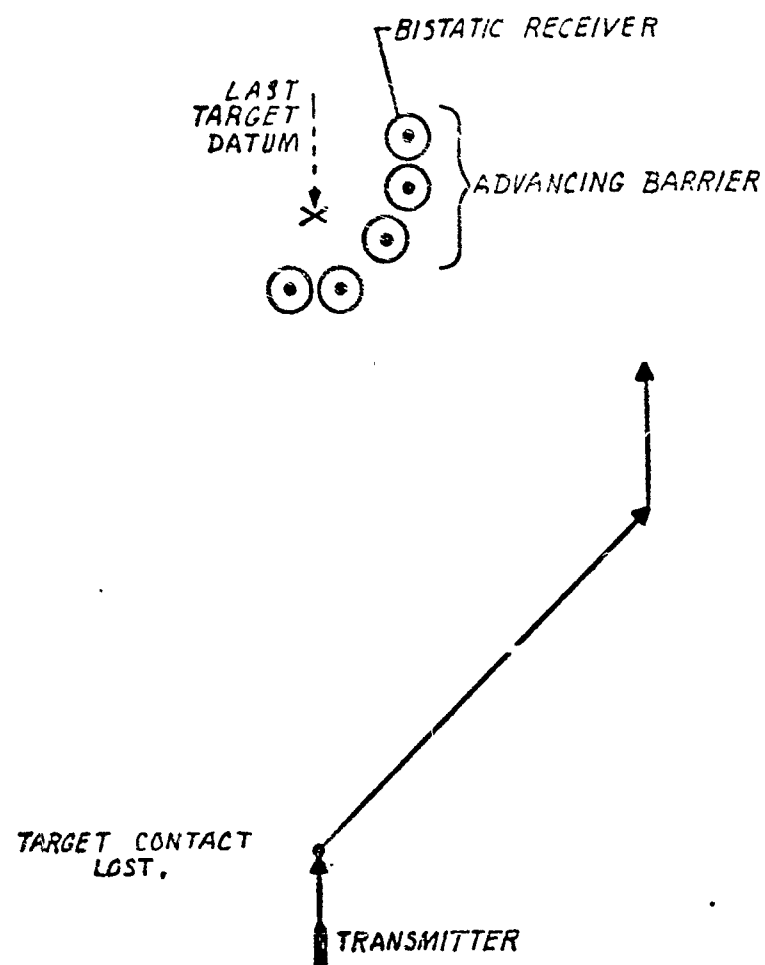 BISTATIC RECEIVER
LAST
TARGET
DATUM
ADVANCING BARRIER
TARGET CONTACT
LOST.
TRANSMITTER